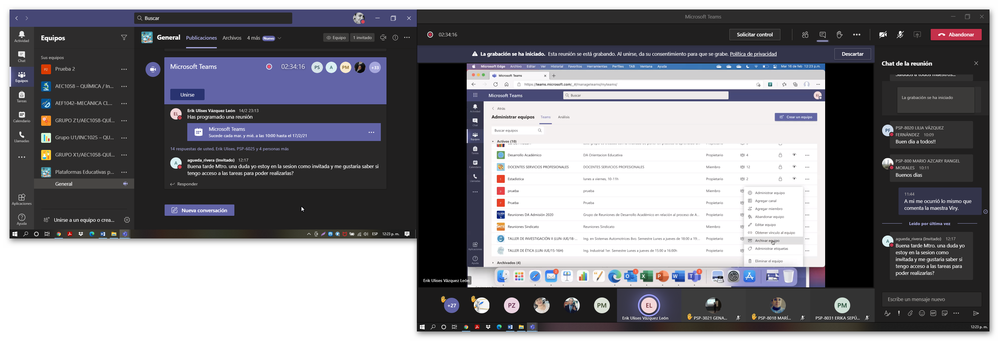 Buscar
Actividad
Chat
Equipos
Tareas
Calendario
Llamadas
Aplicaciones
Ayuda
Equipos
Sus equipos
P2 Prueba 2
AEC1058 – QUÍMICA / In...
AEF1042–MECÀNICA CL...
GRUPO Z1/AEC1058-QUÍ...
Grupo U1/INC1025 – QU...
GRUPO X1/AEC1058-QUÍ...
Plataformas Educativas p...
General
Unirse a un equipo o crea...
General Publicaciones Archivos 4 más Nuevo
Equipo 1 invitado
Microsoft Teams 02:34:16 PS A PM +33
Unirse
EL Erik Ulises Vázquez León 14/2 23:13
Has programado una reunión
Microsoft Teams
Sucede cada mar. y mié. a las 10:00 hasta el 17/2/21
14 respuestas de usted, Erik Ulises, PSP-6025 y 4 personas más
A agueda_rivera (Invitado) 12:17
Buena tarde Mtro. una duda yo estoy en la sesion como invitada y me gustaria saber si
tengo acceso a las tareas para poder realizarlas?
Responder
Nueva conversación
ESP 12:23 p. m.
Microsoft Teams
02:34:16
Solicitar control
Abandonar
La grabación se ha iniciado. Esta reunión se está grabando. Al unirse, da su consentimiento para que se grabe. Política de privacidad
Descartar
Microsoft Edge Archivo Editar Ver Historial Favoritos Herramientas Perfiles TAB Ventana Ayuda
Mar 16 de feb 12:23 p.m.
Microsoft Teams
https://teams.microsoft.com/_#/manageteams/myteams/
Microsoft Teams
Buscar
EL
Actividad
Chat
Equipos
Tareas
Calendario
Llamadas
Aplicaciones
Ayuda
Atrás
Administrar equipos Teams Análisis
Crear un equipo
Buscar equipos
Activos (10)
Desarrollo Académico DA Orientacion Educativa Propietario 4
DOCENTES SERVICIOS PROFESIONALES DOCENTES SERVICIOS PROFESIONALES Miembro 12
E Estadistica lunes a viernes, 10-11h Propietario 2
p prueba prueba Miembro
P Prueba Prueba Propietario
Reuniones DA Admisión 2020 Grupo de Reuniones de Desarrollo Académico en relación al proceso de A... Propietario
SNTE Reuniones Sindicato Reuniones Sindicato Miembro
TALLER DE INVESTIGACIÓN II (LUN-JUE/18-... Ing. en Sistemas Automotrices 8vo. Semestre Lunes a jueves de 18:00 a 19:... Propietario
TALLER DE ÉTICA (LUN-JUE/15-16H) Ing. Industrial 1er. Semestre Lunes a jueves de 15:00 a 16:00h Propietario
Archivados (4)
Administrar equipo
Agregar canal
Agregar miembro
Abandonar equipo
Editar equipo
Obtener vínculo al equipo
Archivar equipo
Administrar etiquetas
Eliminar el equipo
Erik Ulises Vázquez León
+27
PZ
PM
EL
Erik Ulises Vázquez León
PSP-3021 GENA...
PSP-8018 MARÍ...
PM
PSP-8031 ERIKA SEPÚ...
Chat de la reunión
Saludos a todos maestros...
La grabación se ha iniciado
PF PSP-8020 LILIA VÁZQUEZ
FERNÁNDEZ 10:09
Buen dia a todos!!
PSP-800 MARIO AZCARY RANGEL
MORALES 10:11
Buenos dias
11:44
A mi me ocurrió lo mismo que
comenta la maestra Viry.
Leído por última vez
A agueda_rivera (Invitado) 12:17
Buena tarde Mtro. una duda yo
estoy en la sesion como
invitada y me gustaria saber si
tengo acceso a las tareas para
poder realizarlas?
Escribe un mensaje nuevo
GIF
12:23 p. m.